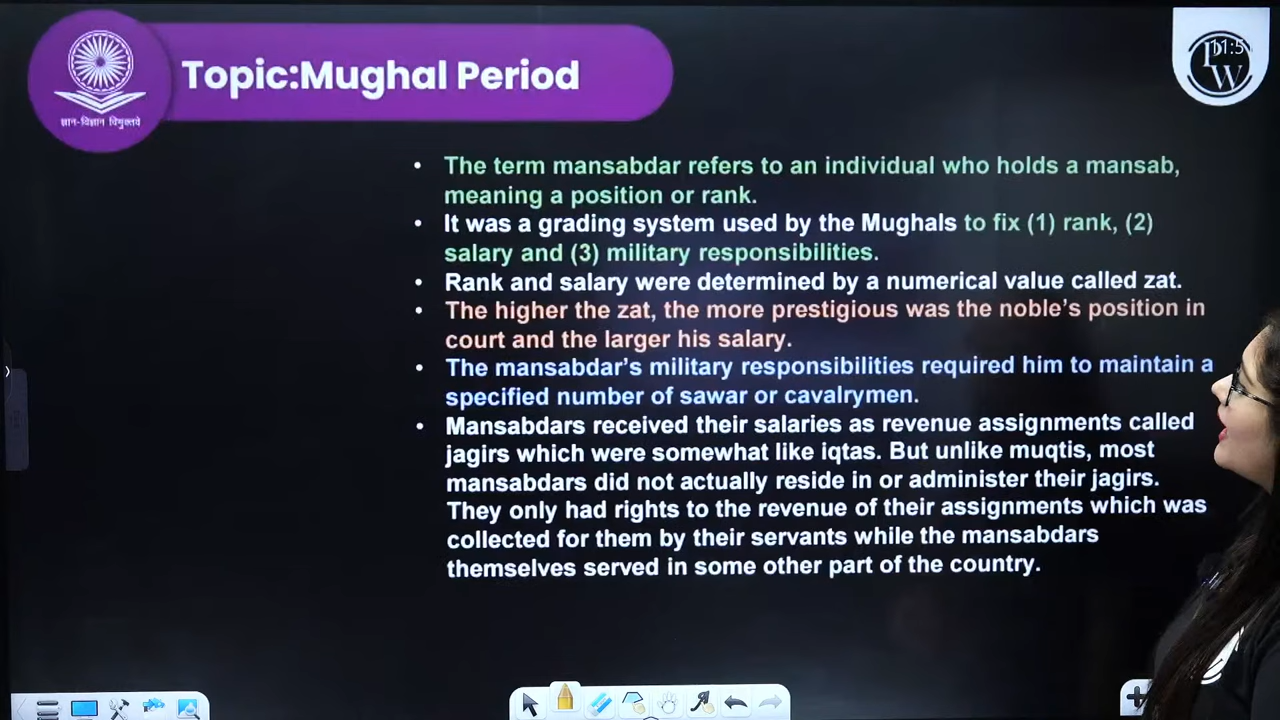 Topic:Mughal Period
ज्ञान-विज्ञान विमुक्तये
PW
11:5
• The term mansabdar refers to an individual who holds a mansab,
meaning a position or rank.
• It was a grading system used by the Mughals to fix (1) rank, (2)
salary and (3) military responsibilities.
• Rank and salary were determined by a numerical value called zat.
• The higher the zat, the more prestigious was the noble's position in
court and the larger his salary.
• The mansabdar's military responsibilities required him to maintain a
specified number of sawar or cavalrymen.
• Mansabdars received their salaries as revenue assignments called
jagirs which were somewhat like iqtas. But unlike muqtis, most
mansabdars did not actually reside in or administer their jagirs.
They only had rights to the revenue of their assignments which was
collected for them by their servants while the mansabdars
themselves served in some other part of the country.